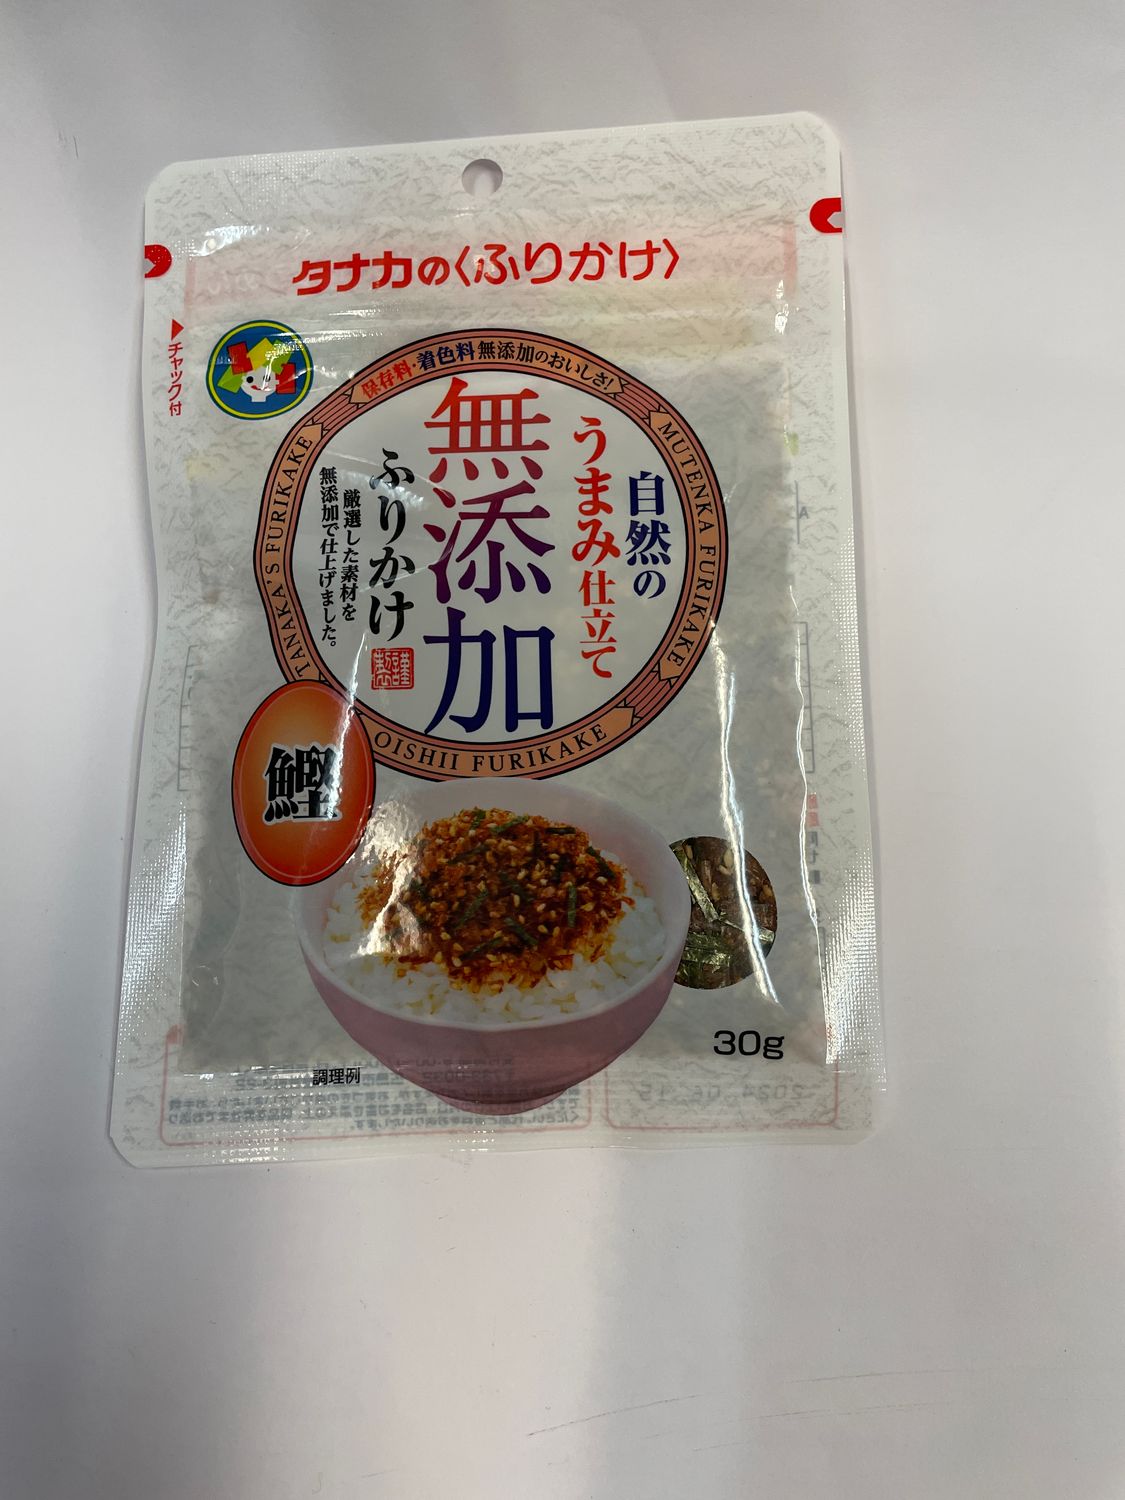 タナカの〈ふりかけ〉
チャック付
保存料・着色料無添加のおいしさ!
MUTENKA FURIKAKE
TANAKA'S FURIKAKE
OISHII FURIKAKE
自然の
うまみ仕立て
無添加
ふりかけ
厳選した素材を
無添加で仕上げました。
謹製
鰹
30g
調理例